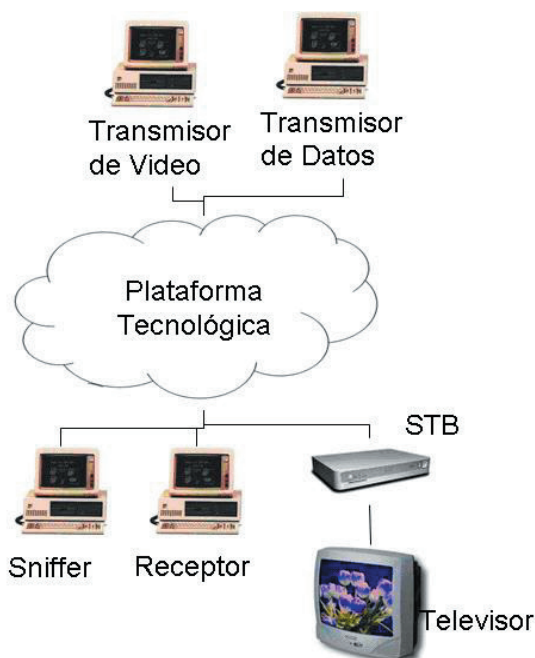 Transmisor
de Video
Transmisor
de Datos
Plataforma
Tecnológica
STB
Sniffer
Receptor
Televisor